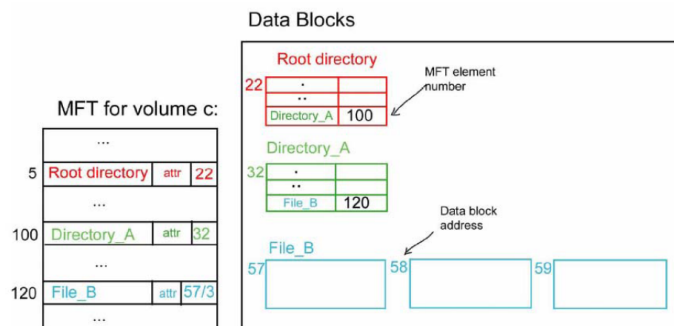 Data Blocks
Root directory
22
.
..
Directory_A 100
MFT element
number
MFT for volume c:
...
5 Root directory attr 22
...
100 Directory_A attr 32
...
120 File_B attr 57/3
...
Directory_A
32
.
..
File_B 120
Data block
address
File_B
57
58
59